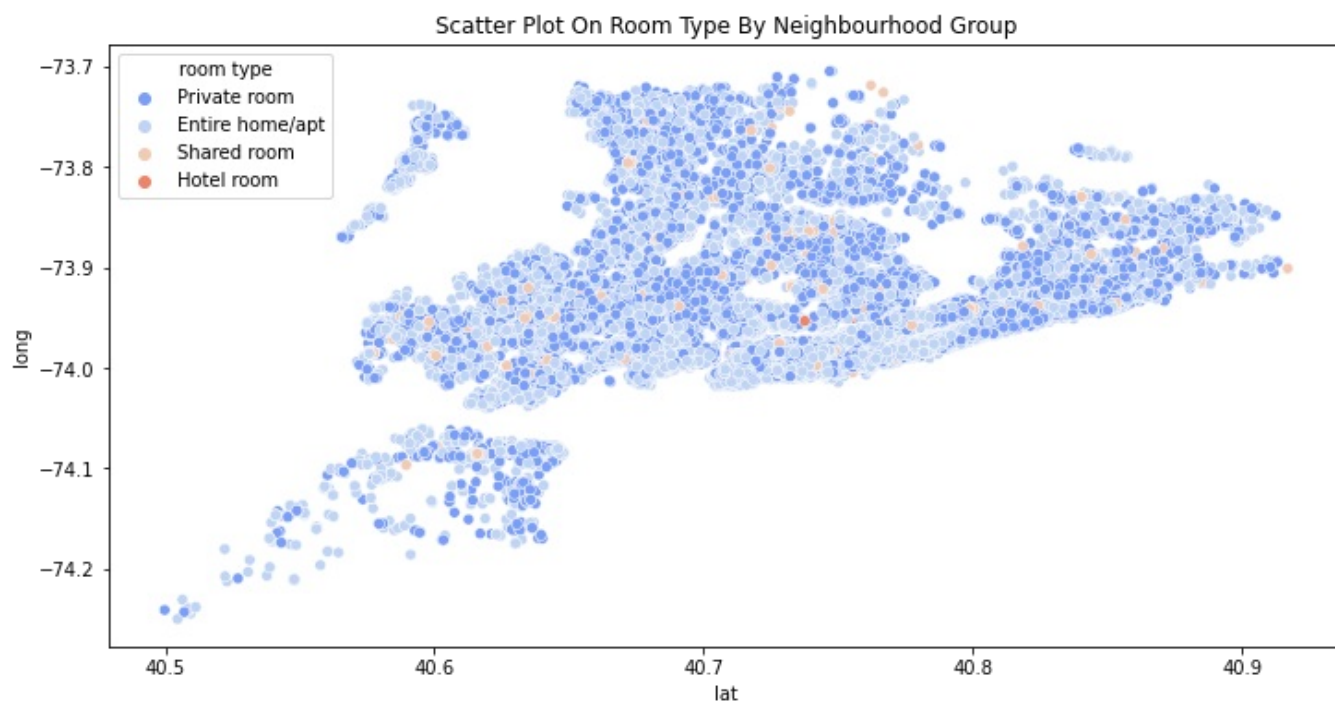 Scatter Plot On Room Type By Neighbourhood Group
room type
Private room
Entire home/apt
Shared room
Hotel room
long
−73.7
−73.8
−73.9
−74.0
−74.1
−74.2
40.5 40.6 40.7 40.8 40.9
lat